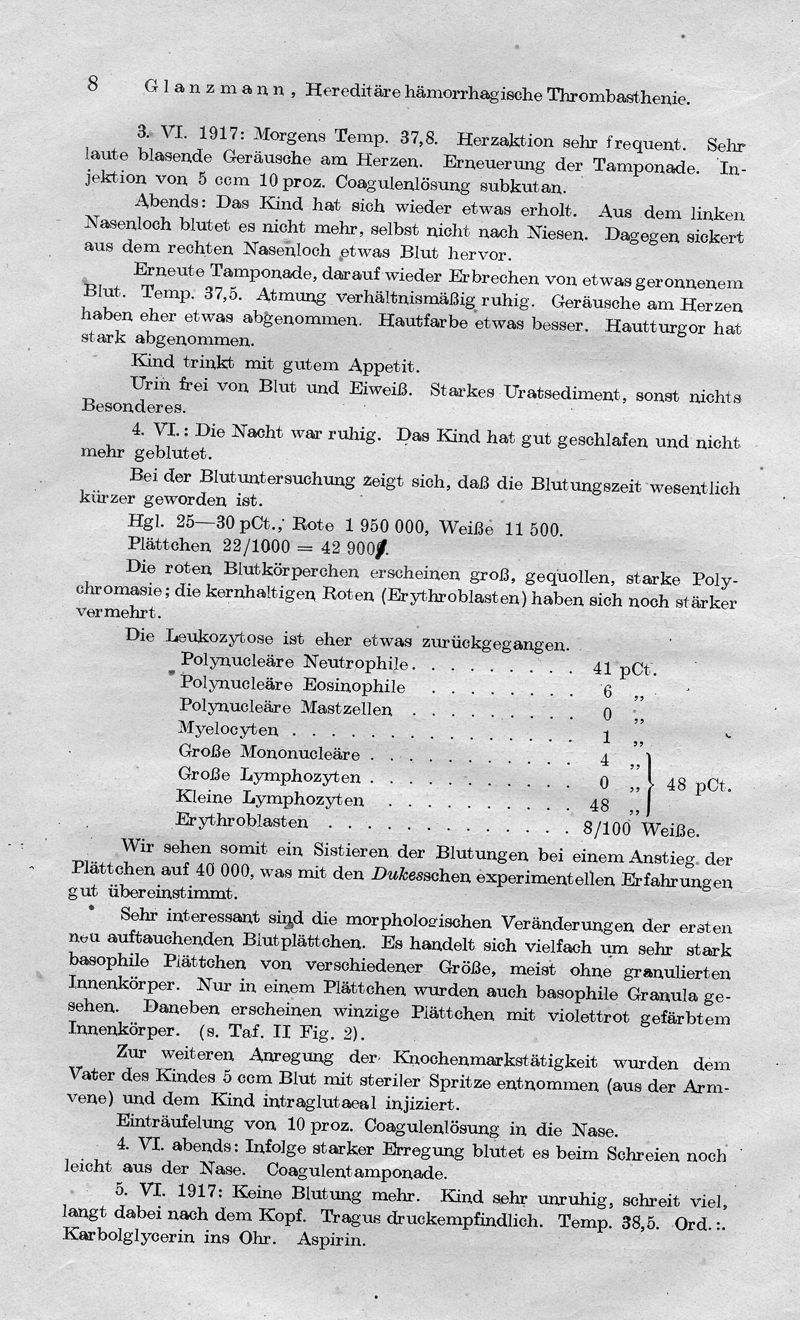 8 Glanzmann, Hereditäre hämorrhagische Thrombasthenie.
3. VI. 1917: Morgens Temp. 37,8. Herzaktion sehr frequent. Sehr
laute blasende Geräusche am Herzen. Erneuerung der Tamponade. In-
jektion von 5 ccm 10 proz. Coagulenlösung subkutan.
Abends: Das Kind hat sich wieder etwas erholt. Aus dem linken
Nasenloch blutet es nicht mehr, selbst nicht nach Niesen. Dagegen sickert
aus dem rechten Nasenloch etwas Blut hervor.
Erneute Tamponade, darauf wieder Erbrechen von etwas geronnenem
Blut. Temp. 37,5. Atmung verhältnismäßig ruhig. Geräusche am Herzen
haben eher etwas abgenommen. Hautfarbe etwas besser. Hautturgor hat
stark abgenommen.
Kind trinkt mit gutem Appetit.
Urin frei von Blut und Eiweiß. Starkes Uratsediment, sonst nichts
Besonderes.
4. VI.: Die Nacht war ruhig. Das Kind hat gut geschlafen und nicht
mehr geblutet.
Bei der Blutuntersuchung zeigt sich, daß die Blutungszeit wesentlich
kürzer geworden ist.
Hgl. 25—30 pCt., Rote 1 950 000, Weiße 11 500.
Plättchen 22/1000 = 42 900.
Die roten Blutkörperchen erscheinen groß, gequollen, starke Poly-
chromasie; die kernhaltigen Roten (Erythroblasten) haben sich noch stärker
vermehrt.
Die Leukozytose ist eher etwas zurückgegangen.
Polynucleäre Neutrophile. . . . . . . . . 41 pCt.
Polynucleäre Eosinophile . . . . . . . . 6 „
Polynucleäre Mastzellen . . . . . . . . . 0 „
Myelocyten . . . . . . . . . . . . . . . 1 „
Große Mononucleäre . . . . . . . . . . . 4 „
Große Lymphozyten . . . . . . . . . . . 0 „ } 48 pCt.
Kleine Lymphozyten . . . . . . . . . . 48 „
Erythroblasten . . . . . . . . . . . . . 8/100 Weiße.
Wir sehen somit ein Sistieren der Blutungen bei einem Anstieg der
Plättchen auf 40 000, was mit den Dukesschen experimentellen Erfahrungen
gut übereinstimmt.
Sehr interessant sind die morphologischen Veränderungen der ersten
neu auftauchenden Blutplättchen. Es handelt sich vielfach um sehr stark
basophile Plättchen von verschiedener Größe, meist ohne granulierten
Innenkörper. Nur in einem Plättchen wurden auch basophile Granula ge-
sehen. Daneben erscheinen winzige Plättchen mit violettrot gefärbtem
Innenkörper. (s. Taf. II Fig. 2).
Zur weiteren Anregung der Knochenmarkstätigkeit wurden dem
Vater des Kindes 5 ccm Blut mit steriler Spritze entnommen (aus der Arm-
vene) und dem Kind intraglutaeal injiziert.
Einträufelung von 10 proz. Coagulenlösung in die Nase.
4. VI. abends: Infolge starker Erregung blutet es beim Schreien noch
leicht aus der Nase. Coagulentamponade.
5. VI. 1917: Keine Blutung mehr. Kind sehr unruhig, schreit viel,
langt dabei nach dem Kopf. Tragus druckempfindlich. Temp. 38,5. Ord.:.
Karbolglycerin ins Ohr. Aspirin.